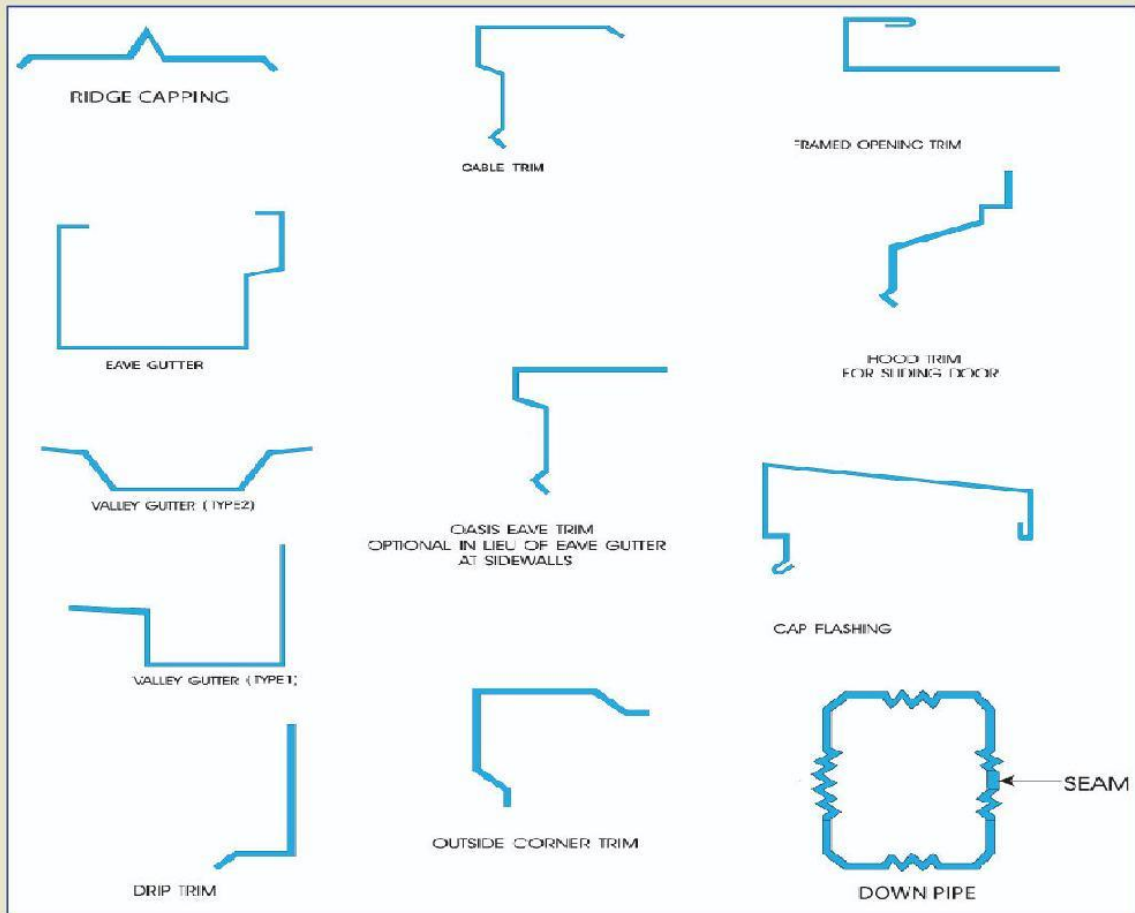 RIDGE CAPPING
GABLE TRIM
FRAMED OPENING TRIM
EAVE GUTTER
HOOD TRIM
FOR SLIDING DOOR
VALLEY GUTTER (TYPE2)
OASIS EAVE TRIM
OPTIONAL IN LIEU OF EAVE GUTTER
AT SIDEWALLS
CAP FLASHING
VALLEY GUTTER (TYPE1)
SEAM
OUTSIDE CORNER TRIM
DRIP TRIM
DOWN PIPE